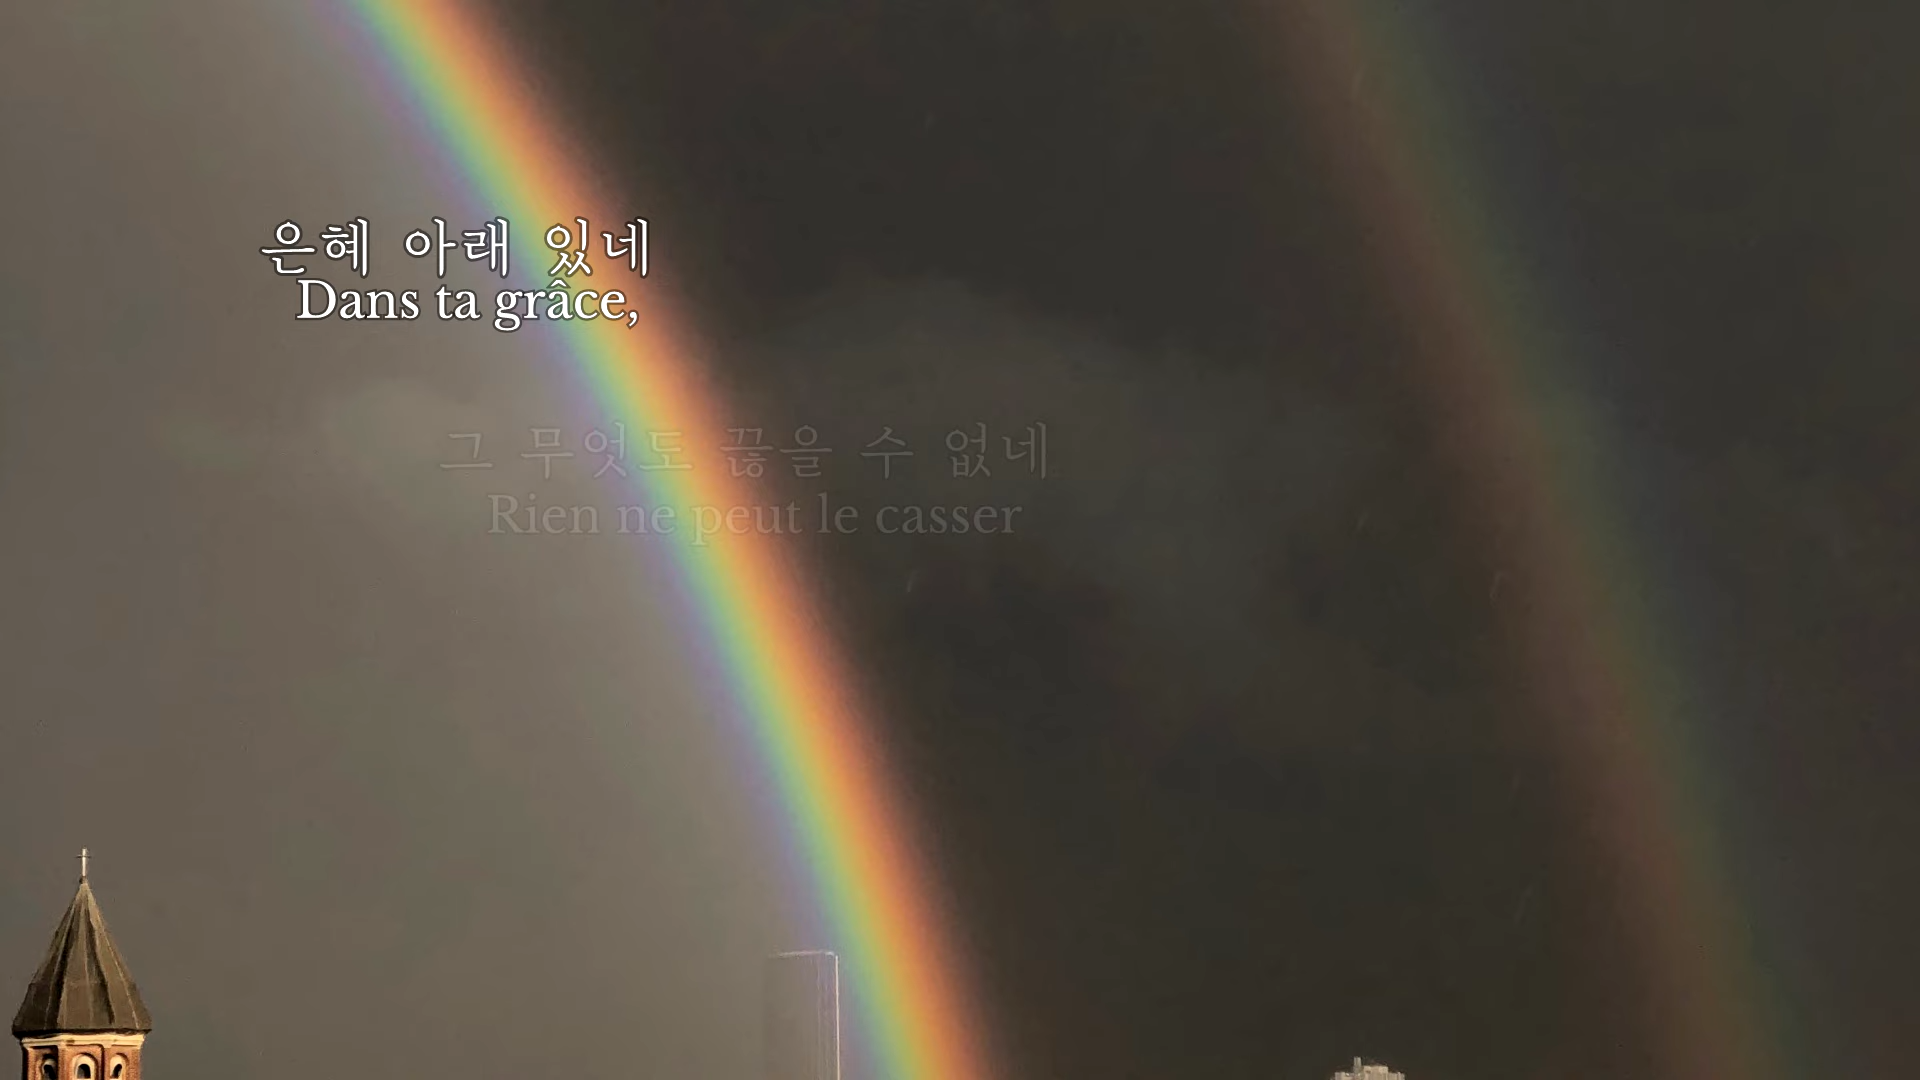 은혜 아래 있네
Dans ta grâce,
그 무엇도 끊을 수 없네
Rien ne peut le casser